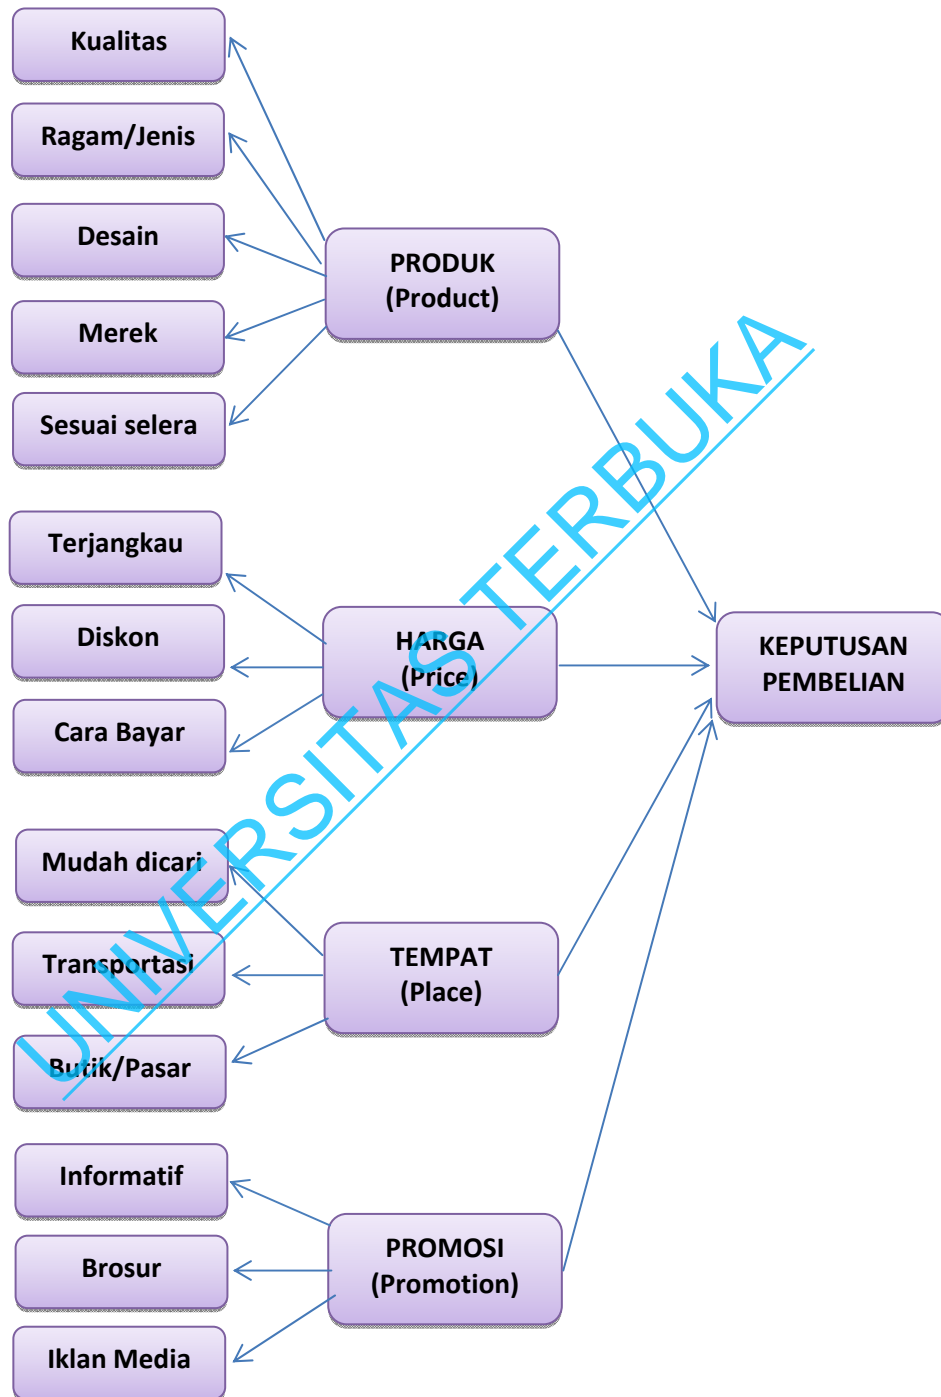 Kualitas
Ragam/Jenis
Desain
Merek
Sesuai selera
PRODUK
(Product)
Terjangkau
Diskon
Cara Bayar
HARGA
(Price)
KEPUTUSAN
PEMBELIAN
Mudah dicari
Transportasi
Butik/Pasar
TEMPAT
(Place)
Informatif
Brosur
Iklan Media
PROMOSI
(Promotion)
UNIVERSITAS TERBUKA